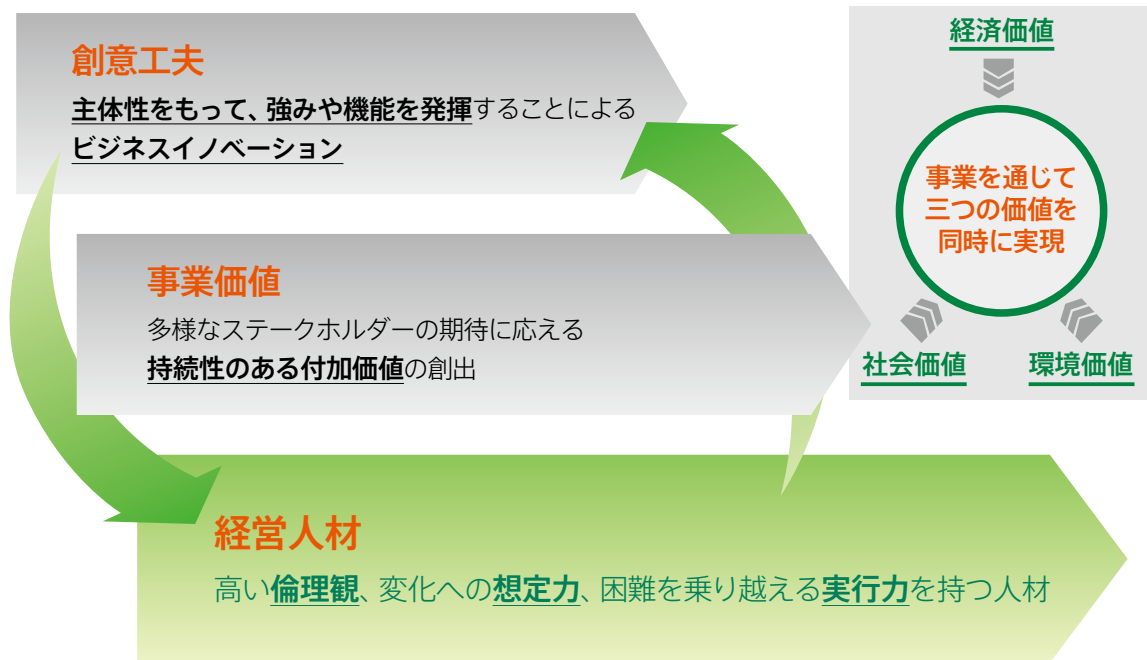 創意工夫
主体性をもって、強みや機能を発揮することによる
ビジネスイノベーション
事業価値
多様なステークホルダーの期待に応える
持続性のある付加価値の創出
経営人材
高い倫理観、変化への想定力、困難を乗り越える実行力を持つ人材
経済価値
事業を通じて
三つの価値を
同時に実現
社会価値
環境価値